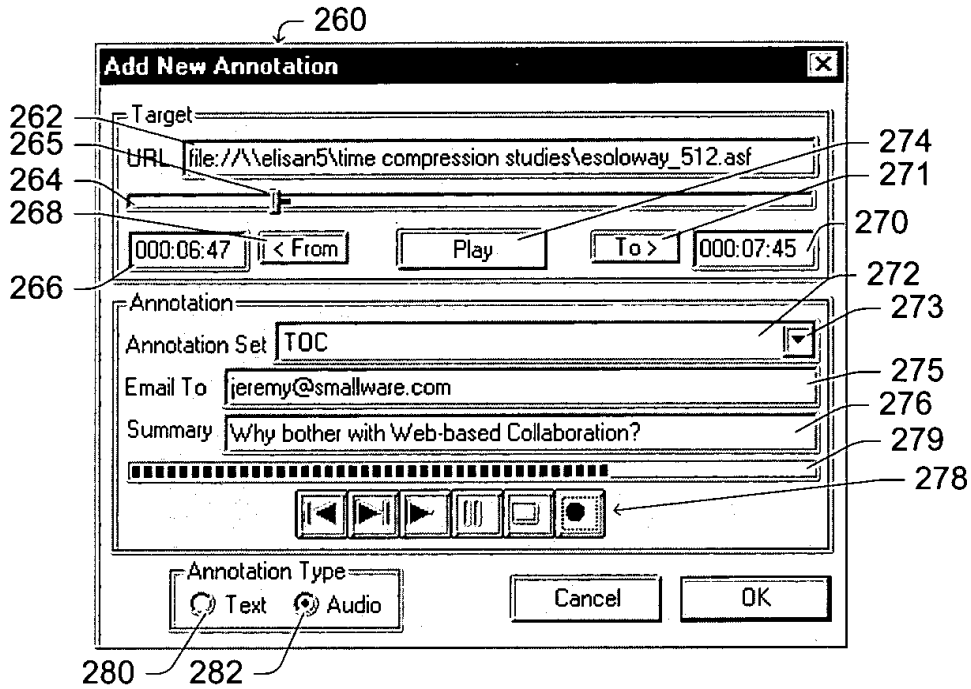 260
Add New Annotation
Target
262
265
URL file://\\elisan5\time compression studies\esoloway_512.asf
274
264
271
268
000:06:47 < From Play To > 000:07:45
270
266
272
Annotation
273
Annotation Set TOC
Email To jeremy@smallware.com
275
276
Summary Why bother with Web-based Collaboration?
279
278
Annotation Type
Text Audio
Cancel OK
280 282